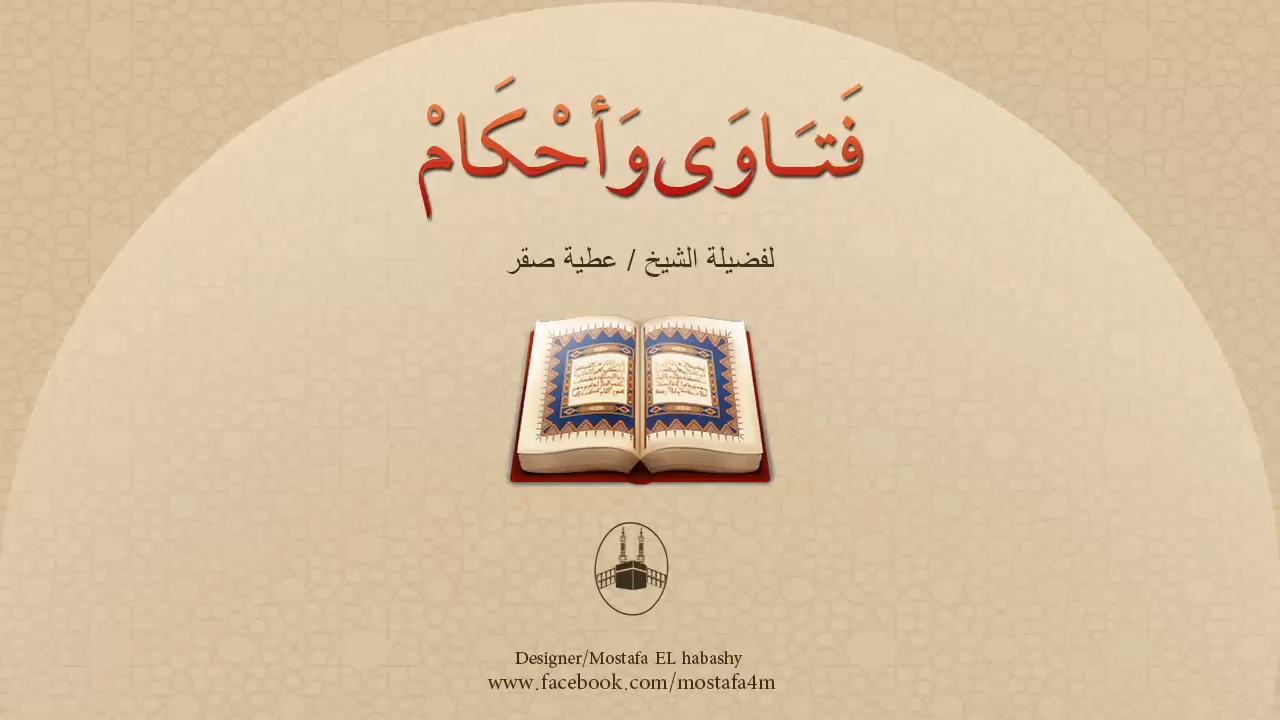 فَتَـاوَى وَأَحْكَامْ
لفضيلة الشيخ / عطية صقر
Designer/Mostafa EL habashy
www.facebook.com/mostafa4m